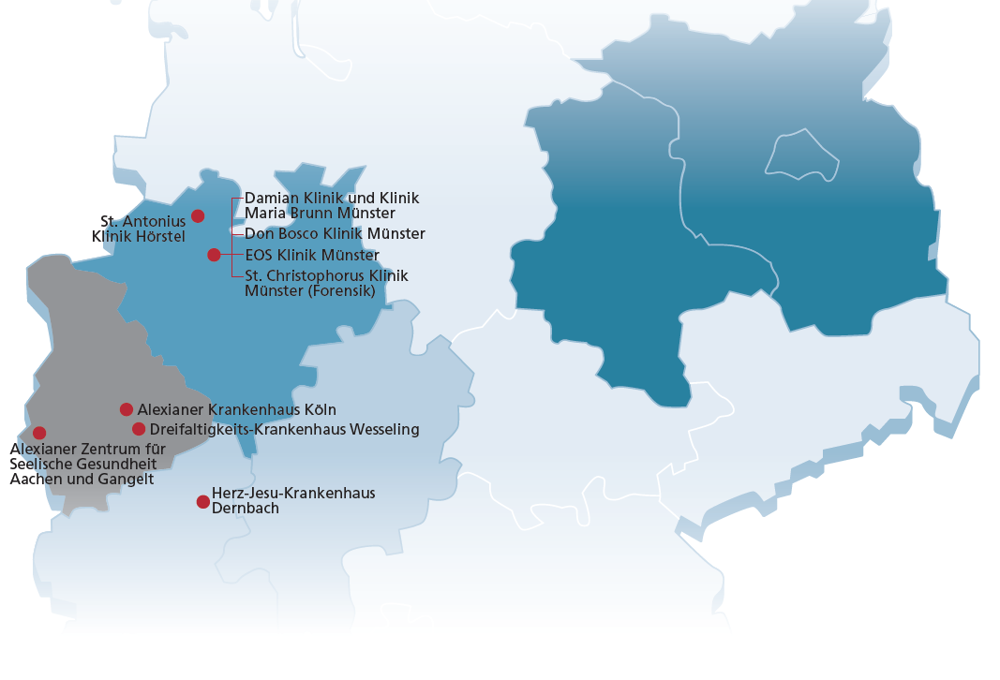 Damian Klinik und Klinik
Maria Brunn Münster
St. Antonius
Klinik Hörstel
Don Bosco Klinik Münster
EOS Klinik Münster
St. Christophorus Klinik
Münster (Forensik)
Alexianer Krankenhaus Köln
Dreifaltigkeits-Krankenhaus Wesseling
Alexianer Zentrum für
Seelische Gesundheit
Aachen und Gangelt
Herz-Jesu-Krankenhaus
Dernbach